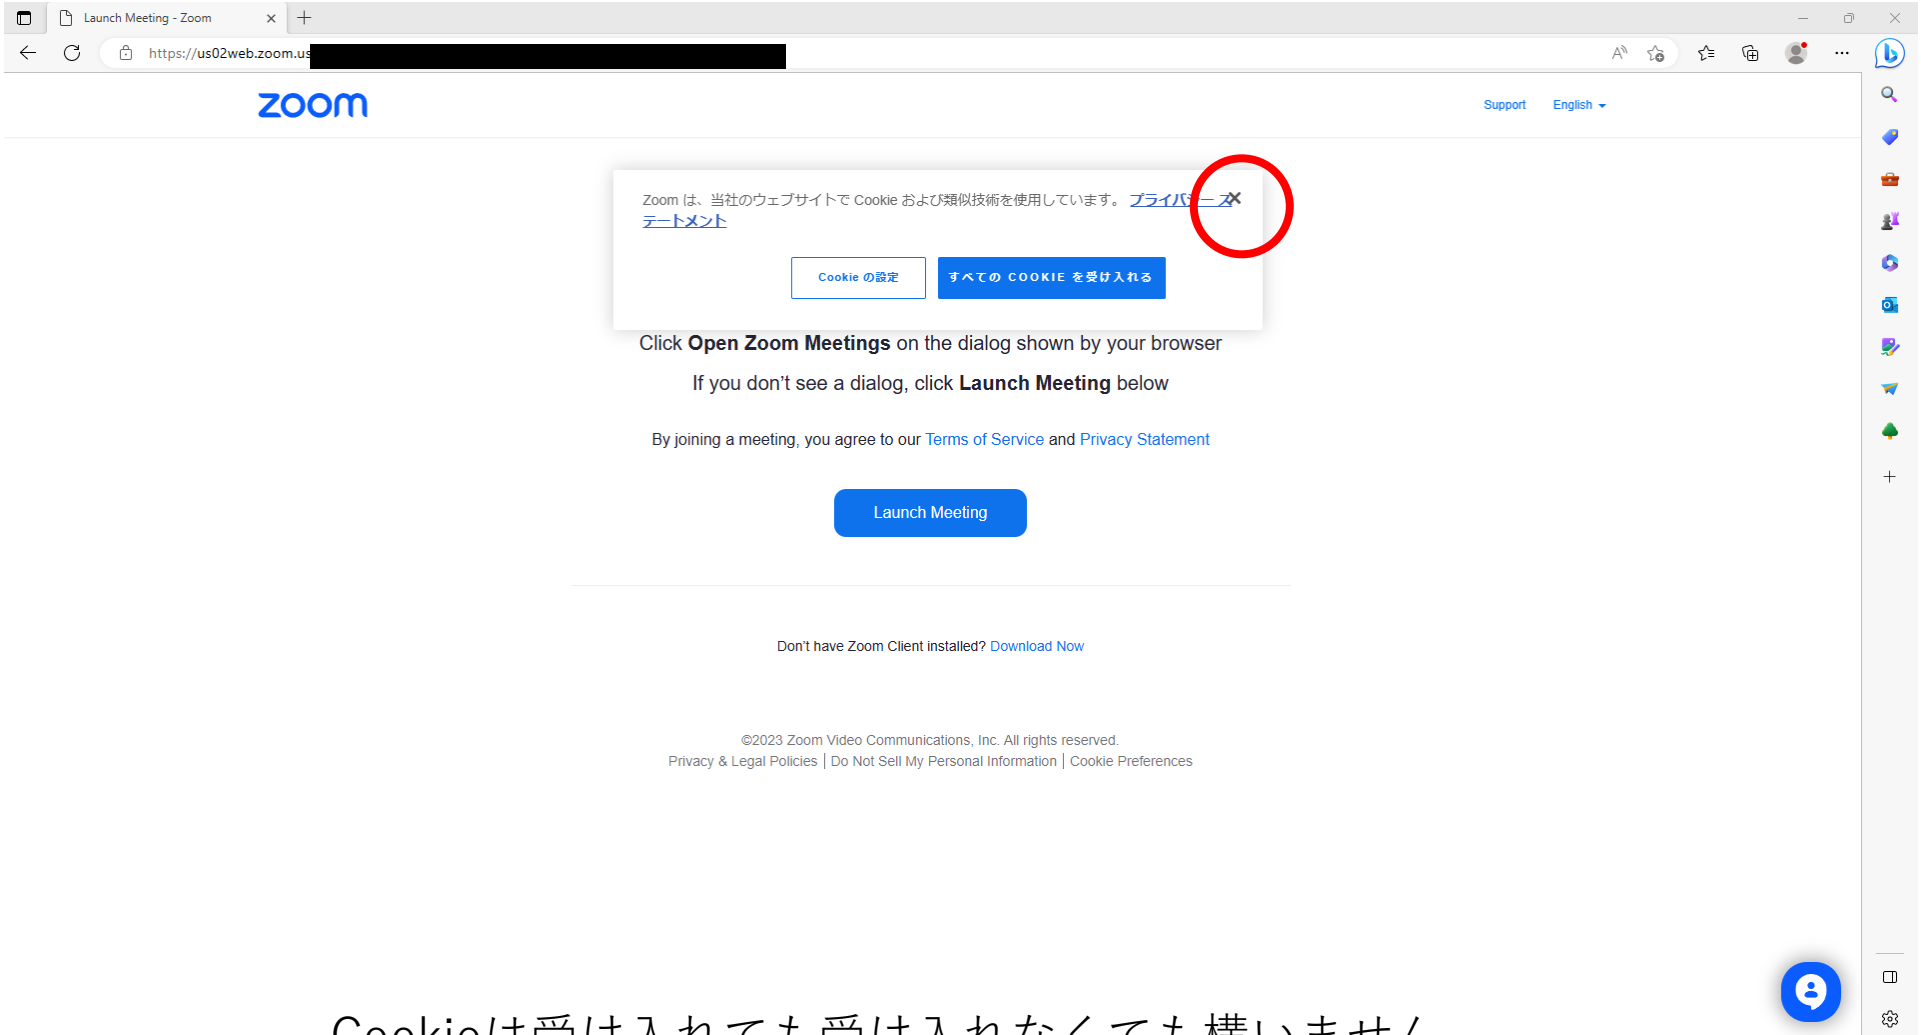 Launch Meeting - Zoom
https://us02web.zoom.us
zoom
Support English
Zoom は、当社のウェブサイトで Cookie および類似技術を使用しています。 プライバシー ス
テートメント
Cookie の設定 すべての COOKIE を受け入れる
Click Open Zoom Meetings on the dialog shown by your browser
If you don’t see a dialog, click Launch Meeting below
By joining a meeting, you agree to our Terms of Service and Privacy Statement
Launch Meeting
Don’t have Zoom Client installed? Download Now
©2023 Zoom Video Communications, Inc. All rights reserved.
Privacy & Legal Policies | Do Not Sell My Personal Information | Cookie Preferences
Cookieは受け入れても受け入れなくても構いません